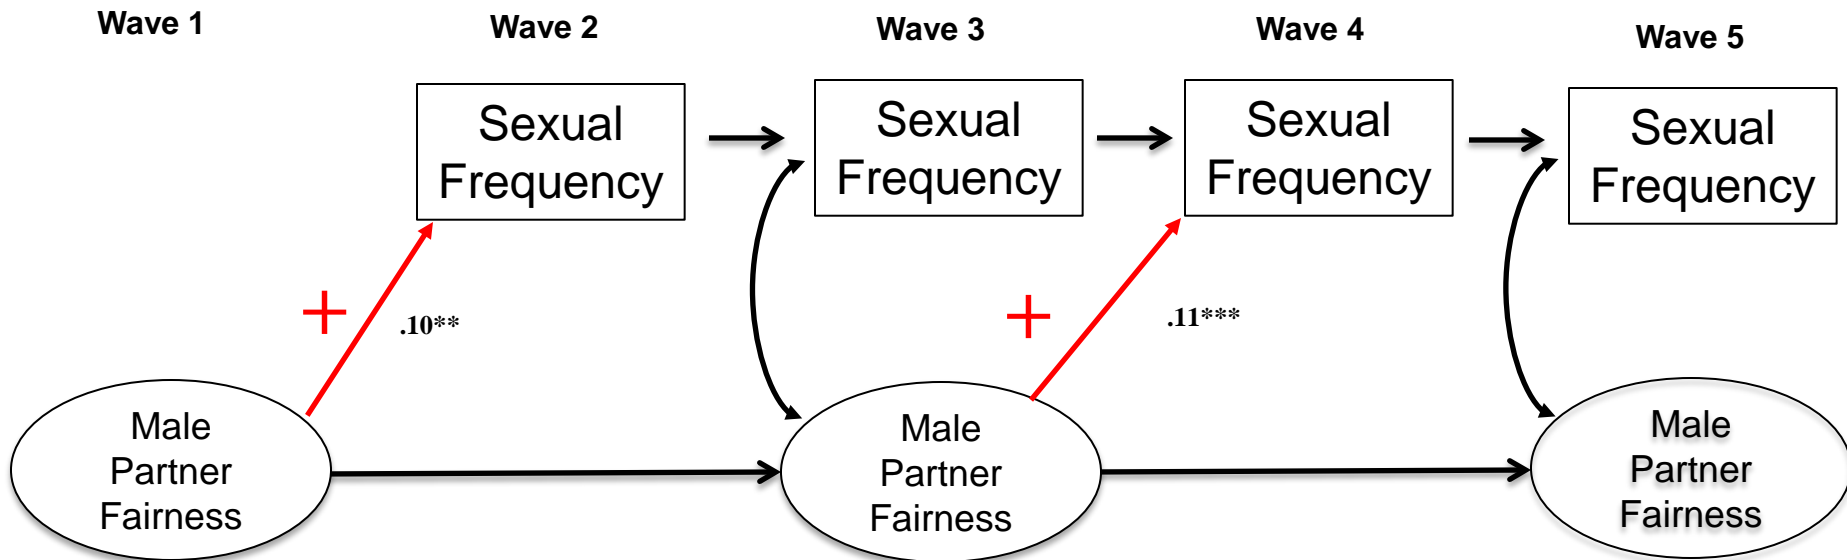 Wave 1
Wave 2
Wave 3
Wave 4
Wave 5
Sexual
Frequency
Sexual
Frequency
Sexual
Frequency
Sexual
Frequency
+
.10**
+
.11***
Male
Partner
Fairness
Male
Partner
Fairness
Male
Partner
Fairness